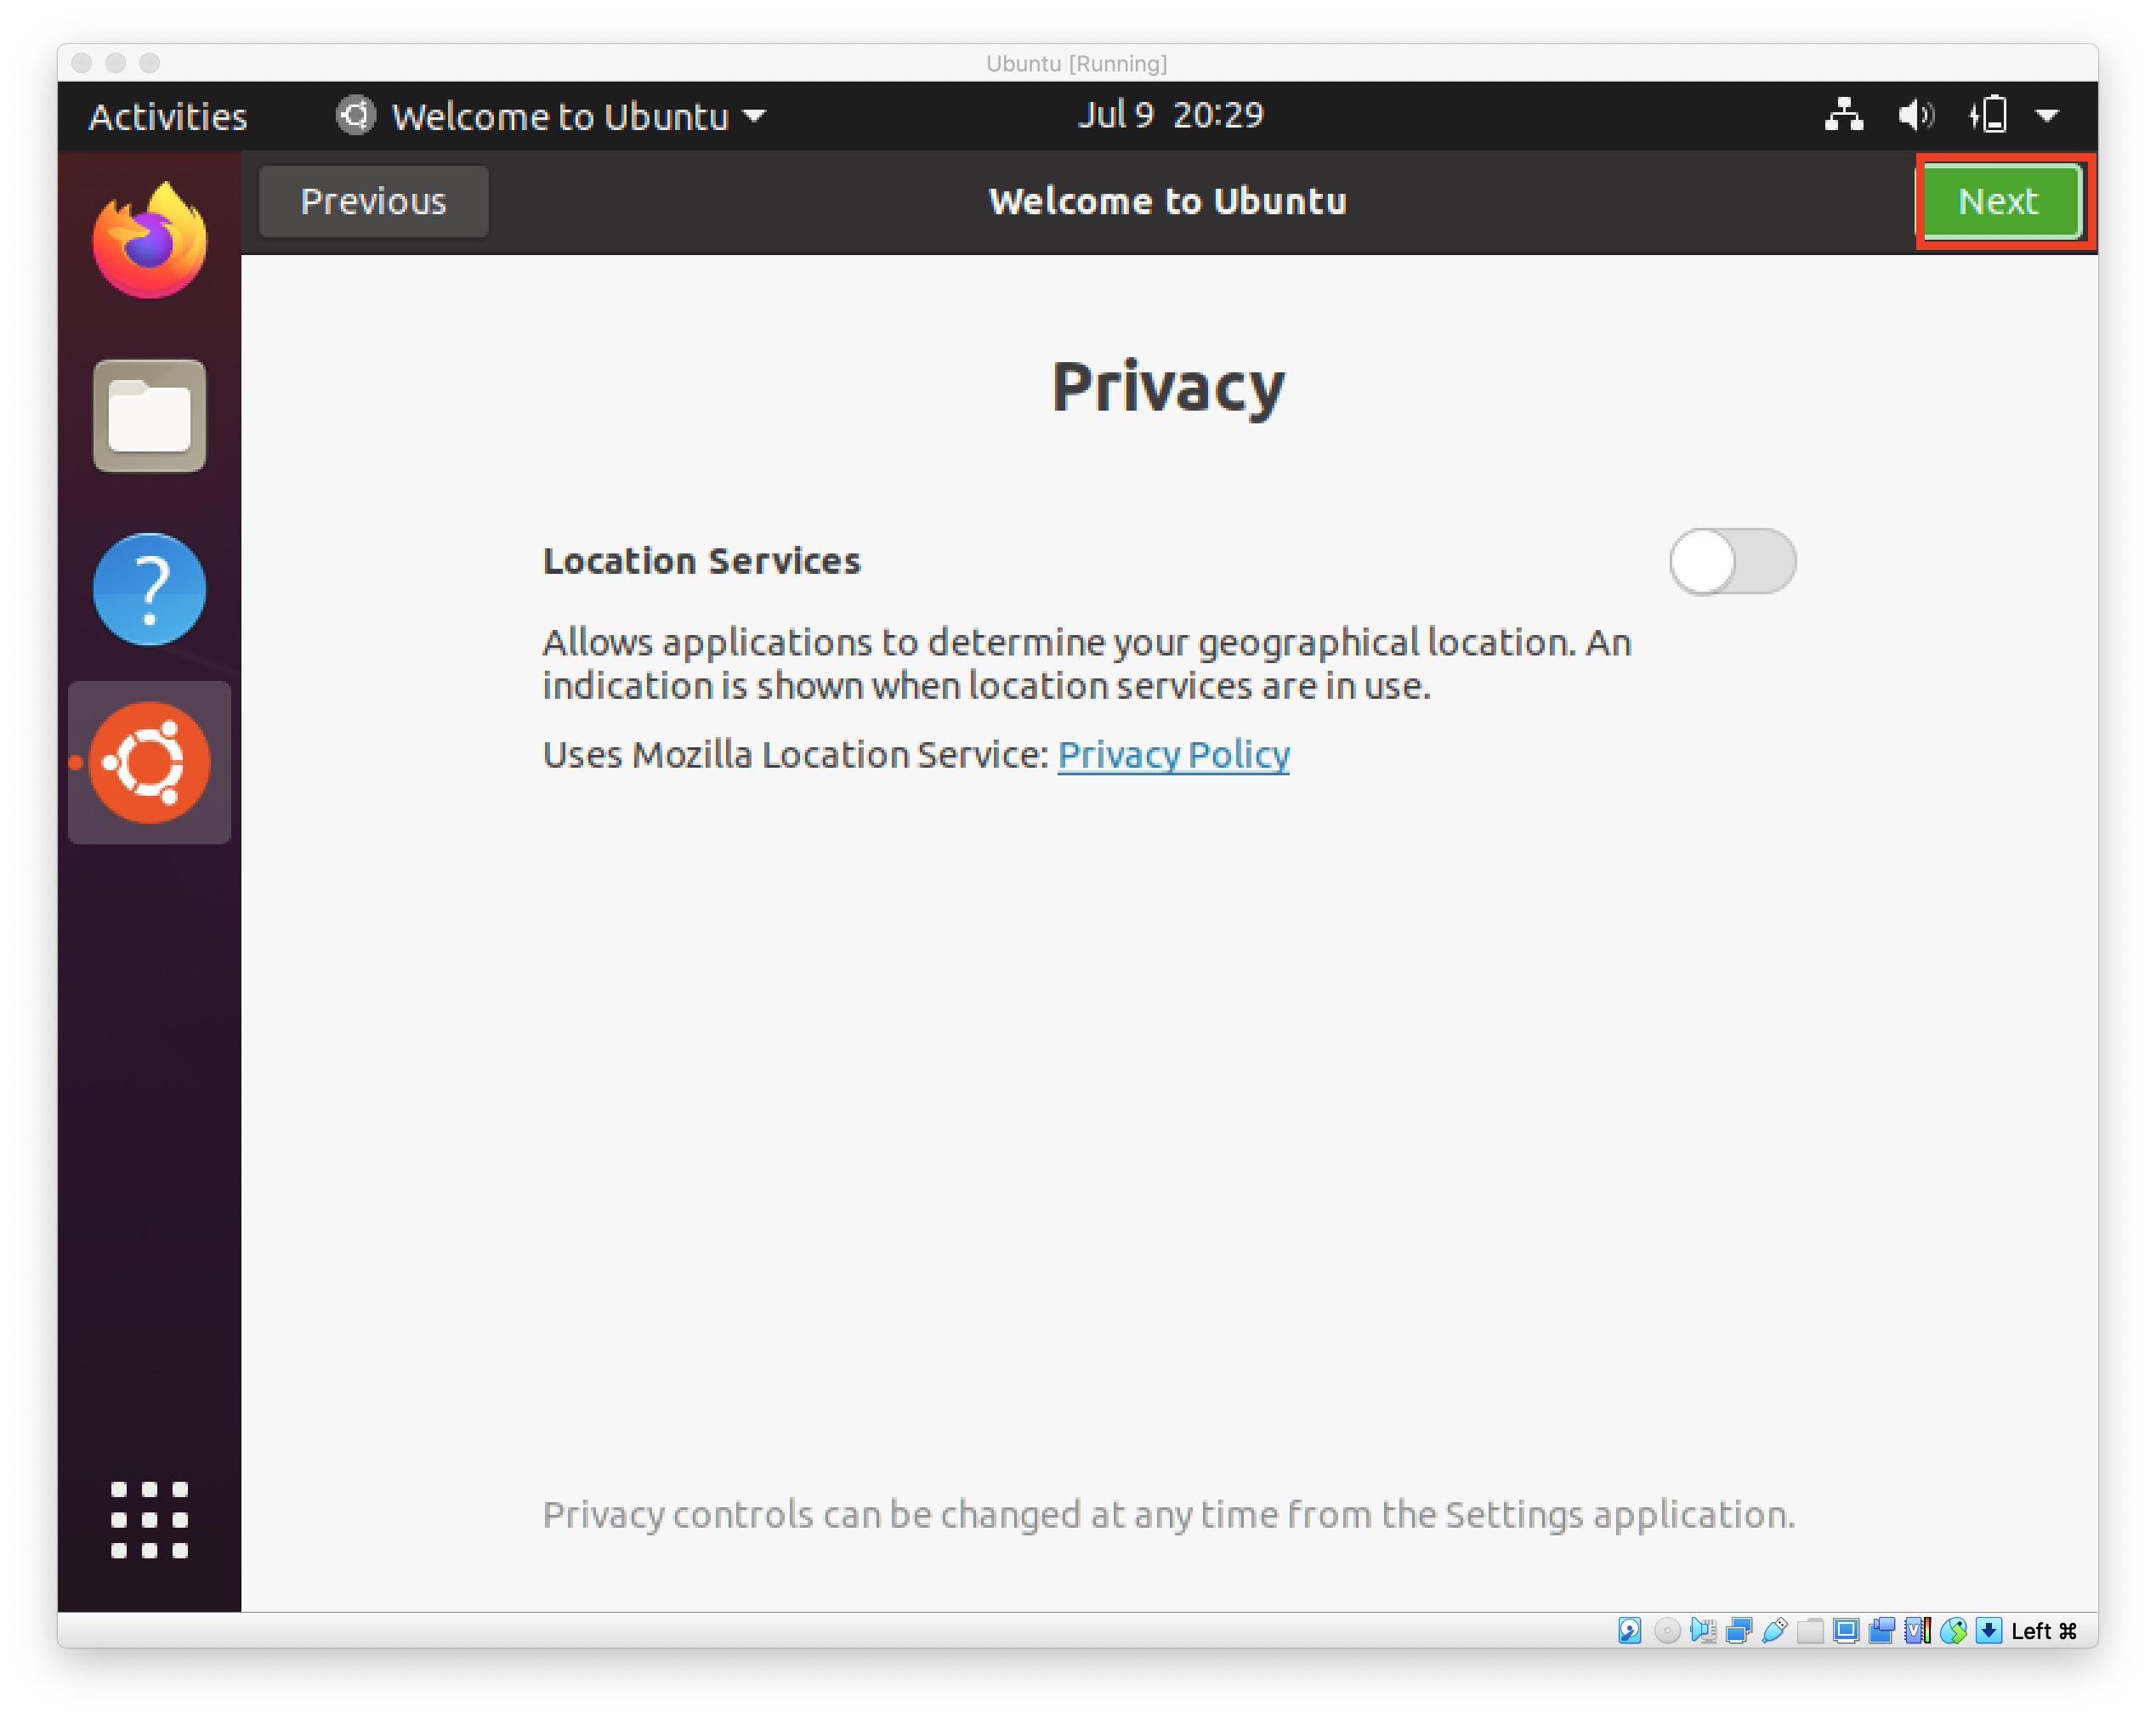 Ubuntu [Running]
Activities Welcome to Ubuntu Jul 9 20:29
Previous Welcome to Ubuntu Next
Privacy
Location Services
Allows applications to determine your geographical location. An
indication is shown when location services are in use.
Uses Mozilla Location Service: Privacy Policy
Privacy controls can be changed at any time from the Settings application.
Left ⌘